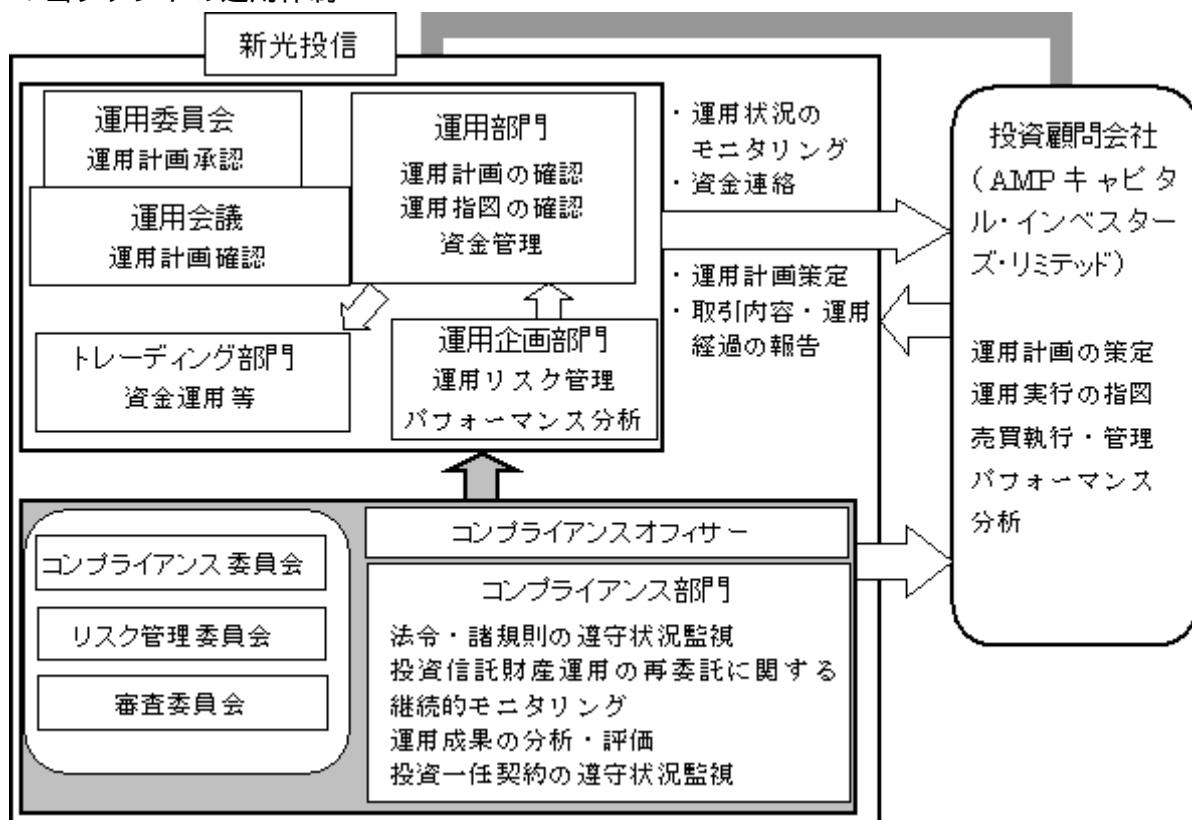 新光投信
運用委員会
運用計画承認
運用会議
運用計画確認
運用部門
運用計画の確認
運用指図の確認
資金管理
トレーディング部門
資金運用等
運用企画部門
運用リスク管理
パフォーマンス分析
・運用状況の
モニタリング
・資金連絡
・運用計画策定
・取引内容・運用
経過の報告
投資顧問会社
(AMPキャピタ
ル・インベスター
ズ・リミテッド)
運用計画の策定
運用実行の指図
売買執行・管理
パフォーマンス
分析
コンプライアンス委員会
リスク管理委員会
審査委員会
コンプライアンスオフィサー
コンプライアンス部門
法令・諸規則の遵守状況監視
投資信託財産運用の再委託に関する
継続的モニタリング
運用成果の分析・評価
投資一任契約の遵守状況監視